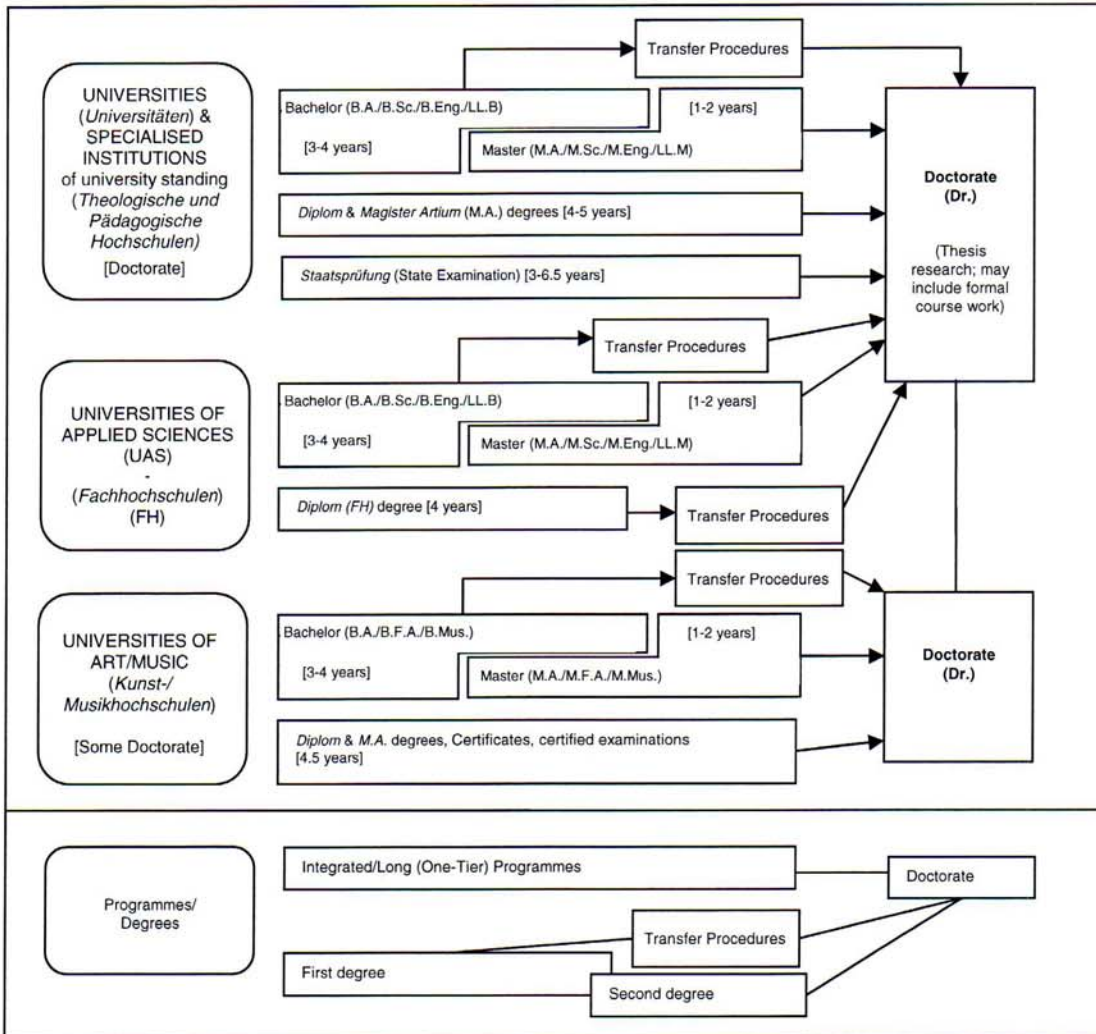 Transfer Procedures
UNIVERSITIES
(Universitäten) &
SPECIALISED
INSTITUTIONS
of university standing
(Theologische und
Pädagogische
Hochschulen)
[Doctorate]
Bachelor (B.A./B.Sc./B.Eng./LL.B)
[3-4 years]
[1-2 years]
Master (M.A./M.Sc./M.Eng./LL.M)
Diplom & Magister Artium (M.A.) degrees [4-5 years]
Staatsprüfung (State Examination) [3-6.5 years]
Doctorate
(Dr.)
(Thesis
research; may
include formal
course work)
Transfer Procedures
UNIVERSITIES OF
APPLIED SCIENCES
(UAS)
-
(Fachhochschulen)
(FH)
Bachelor (B.A./B.Sc./B.Eng./LL.B)
[3-4 years]
[1-2 years]
Master (M.A./M.Sc./M.Eng./LL.M)
Diplom (FH) degree [4 years]
Transfer Procedures
Transfer Procedures
UNIVERSITIES OF
ART/MUSIC
(Kunst-/
Musikhochschulen)
[Some Doctorate]
Bachelor (B.A./B.F.A./B.Mus.)
[3-4 years]
[1-2 years]
Master (M.A./M.F.A./M.Mus.)
Diplom & M.A. degrees, Certificates, certified examinations
[4.5 years]
Doctorate
(Dr.)
Programmes/
Degrees
Integrated/Long (One-Tier) Programmes
Doctorate
Transfer Procedures
First degree
Second degree